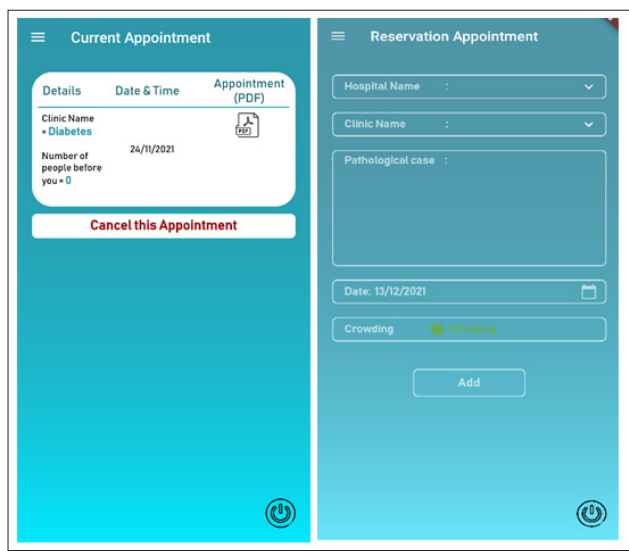 Current Appointment
Details Date & Time Appointment (PDF)
Clinic Name
= Diabetes
PDF
24/11/2021
Number of
people before
you = 0
Cancel this Appointment
Reservation Appointment
Hospital Name :
Clinic Name :
Pathological case :
Date: 13/12/2021
Crowding Crowding
Add